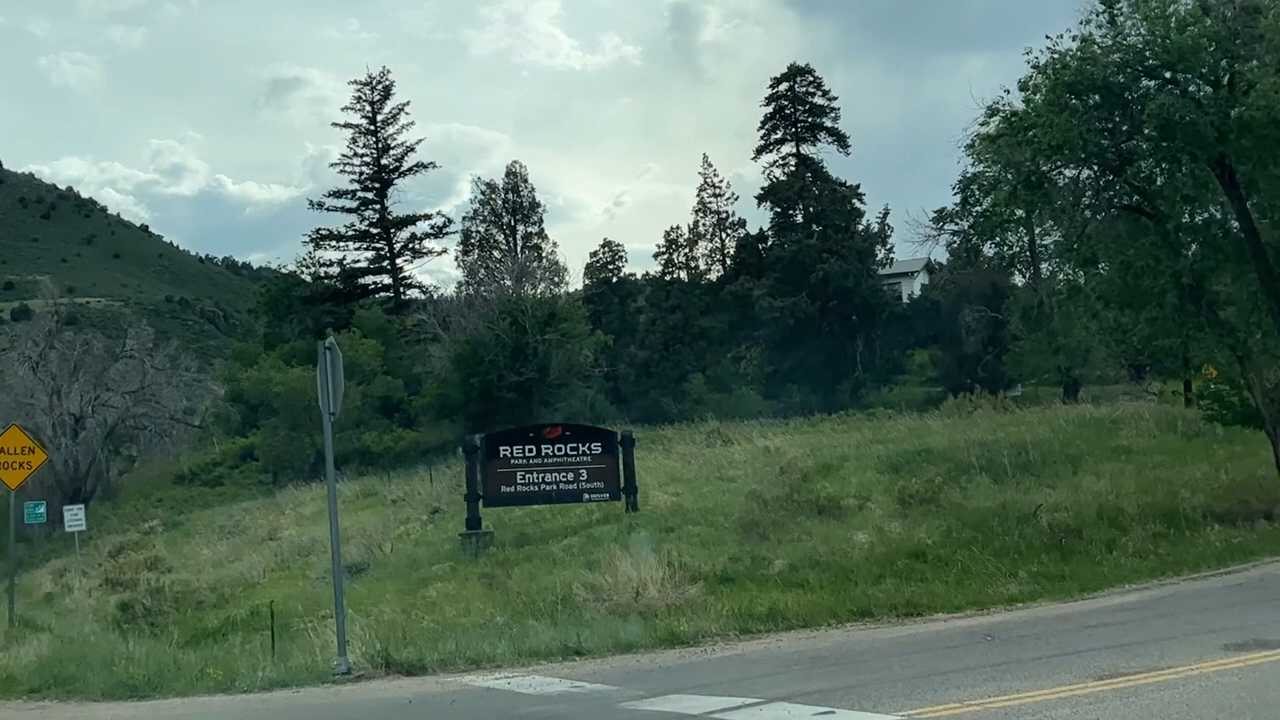 ALLEN
ROCKS
RED ROCKS
PARK AND AMPHITHEATRE
Entrance 3
Red Rocks Park Road (South)
DENVER